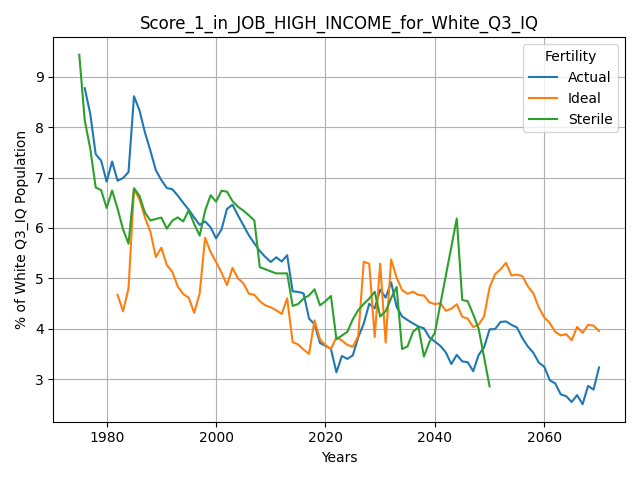 Score_1_in_JOB_HIGH_INCOME_for_White_Q3_IQ
Fertility
Actual
Ideal
Sterile
% of White Q3_IQ Population
9
8
7
6
5
4
3
1980
2000
2020
2040
2060
Years